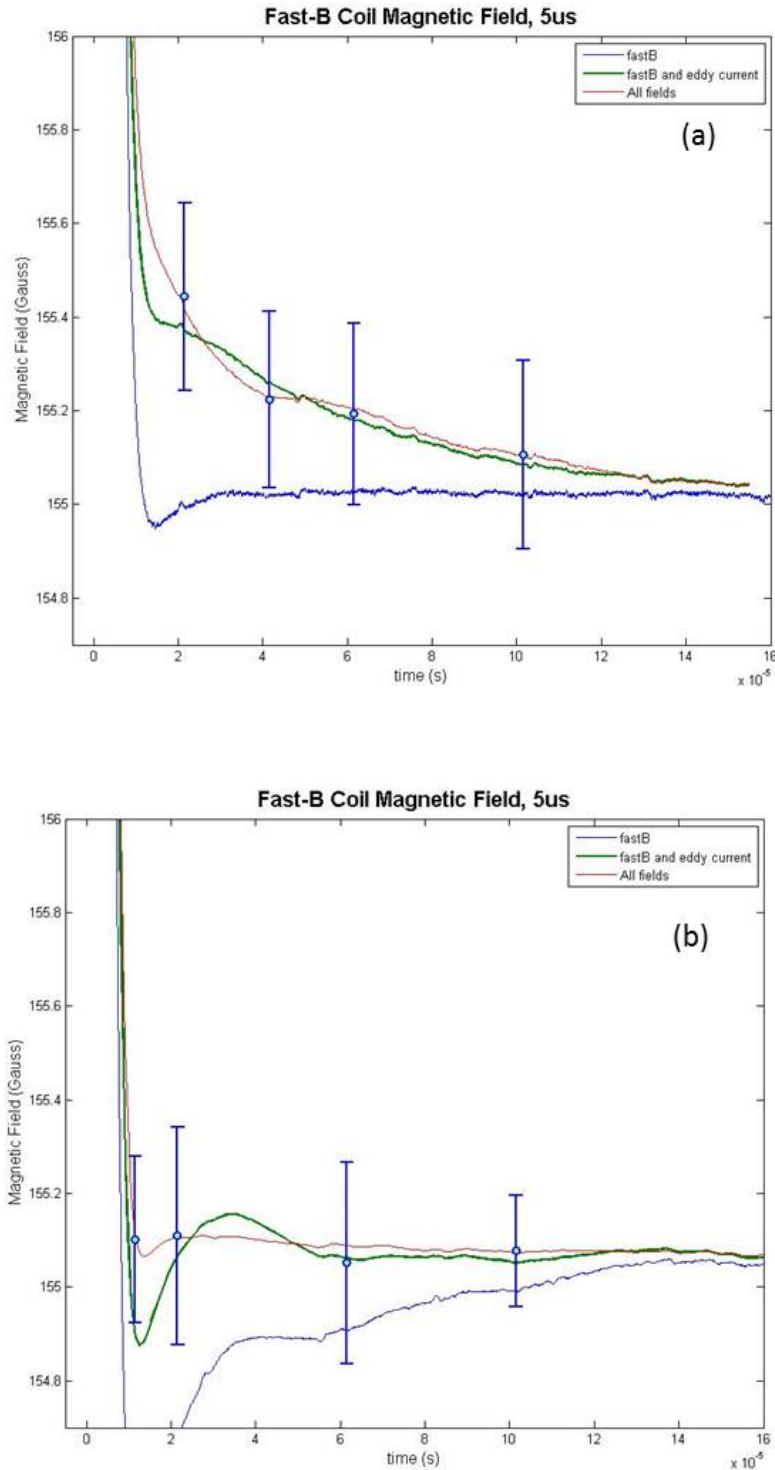 Fast-B Coil Magnetic Field, 5us
fastB
fastB and eddy current
All fields
(a)
Magnetic Field (Gauss)
156
155.8
155.6
155.4
155.2
155
154.8
0 2 4 6 8 10 12 14 16
time (s)
x 10⁻⁵
Fast-B Coil Magnetic Field, 5us
fastB
fastB and eddy current
All fields
(b)
Magnetic Field (Gauss)
156
155.8
155.6
155.4
155.2
155
154.8
0 2 4 6 8 10 12 14 16
time (s)
x 10⁻⁵